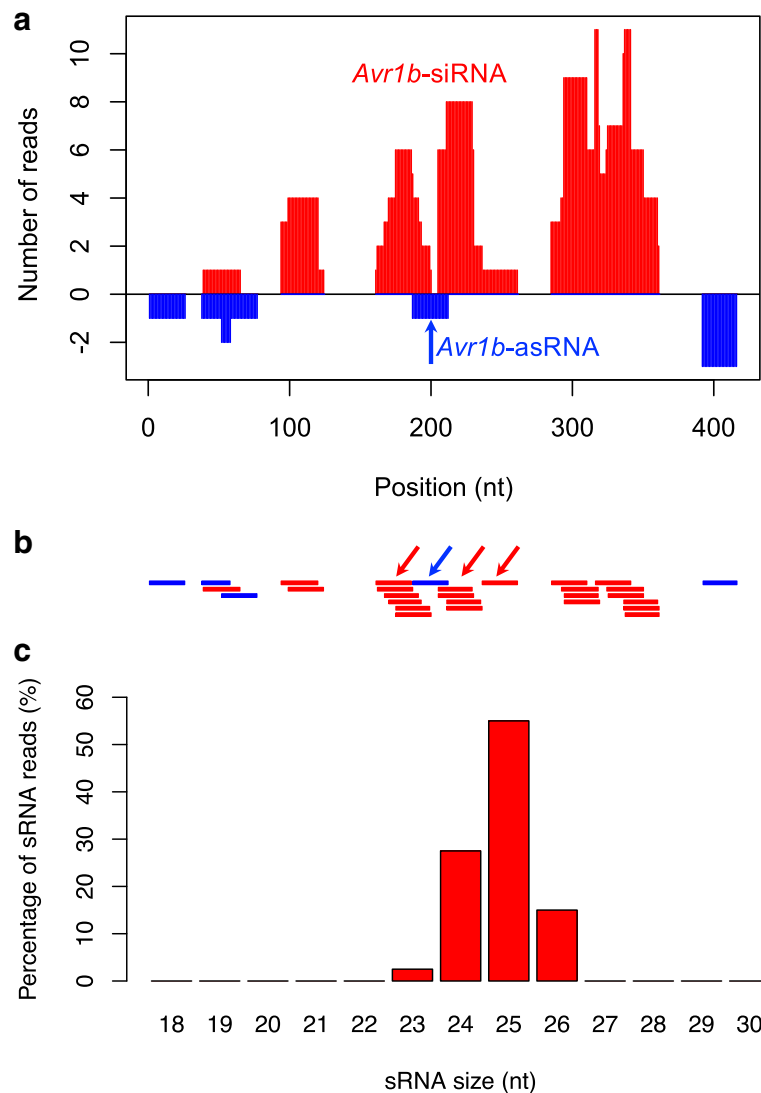 a
Number of reads
10
8
6
4
2
0
-2
Avr1b-siRNA
Avr1b-asRNA
0 100 200 300 400
Position (nt)
b
c
Percentage of sRNA reads (%)
60
50
40
30
20
10
0
18 19 20 21 22 23 24 25 26 27 28 29 30
sRNA size (nt)